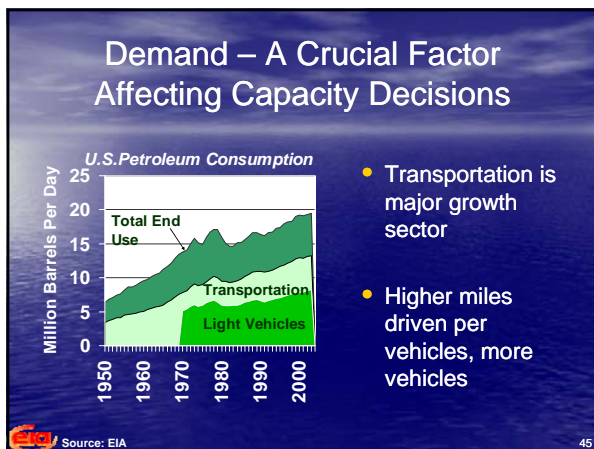 Demand – A Crucial Factor
Affecting Capacity Decisions
U.S.Petroleum Consumption
Million Barrels Per Day
25
20
15
10
5
0
Total End
Use
Transportation
Light Vehicles
1950
1960
1970
1980
1990
2000
• Transportation is
major growth
sector
• Higher miles
driven per
vehicles, more
vehicles
eia
Source: EIA
45